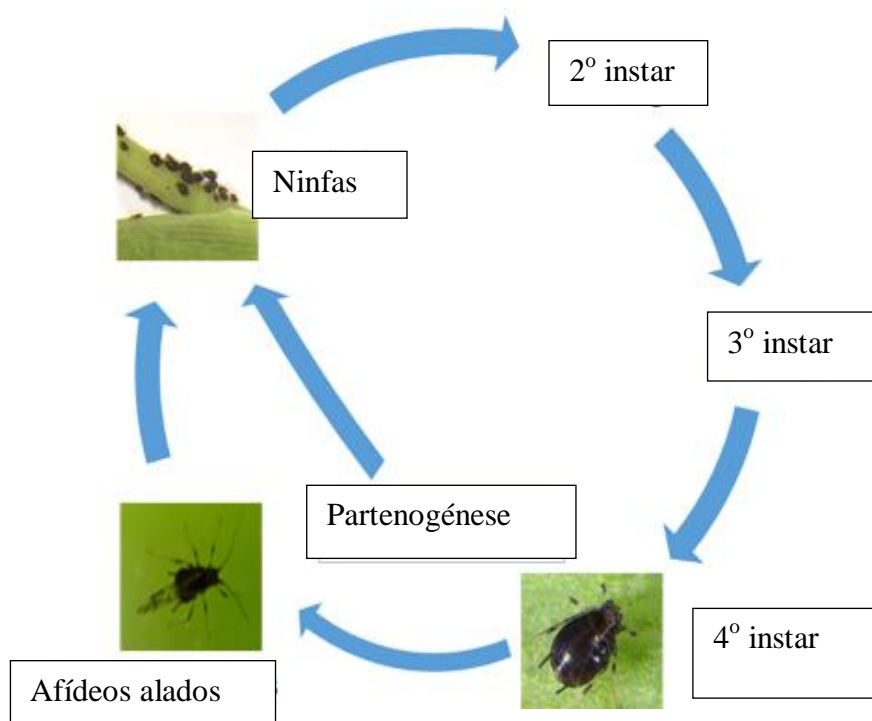 2º instar
Ninfas
3º instar
Partenogénese
4º instar
Afídeos alados